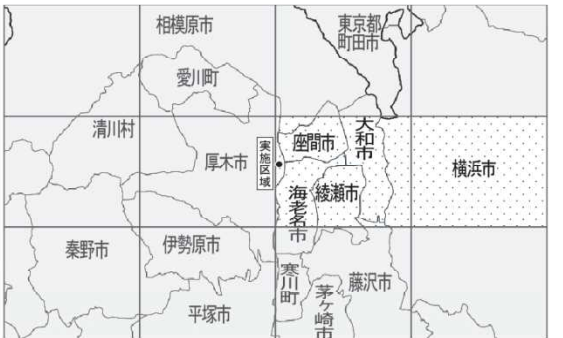 相模原市
東京都
町田市
愛川町
清川村
厚木市
実施区域
座間市
大和市
横浜市
海老名市
綾瀬市
秦野市
伊勢原市
寒川町
藤沢市
平塚市
茅ヶ崎市